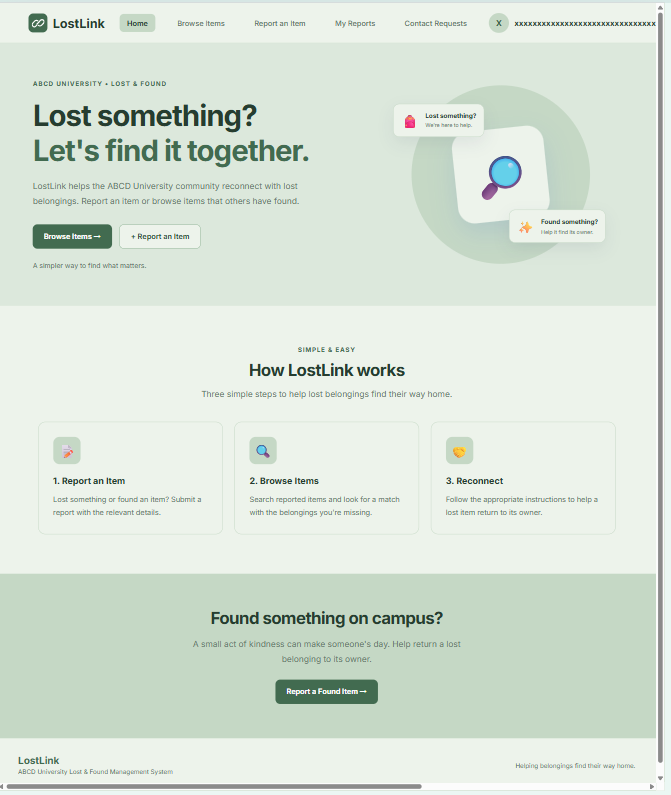 LostLink
Home
Browse Items
Report an Item
My Reports
Contact Requests
X
ABCD UNIVERSITY • LOST & FOUND
Lost something?
Let's find it together.
LostLink helps the ABCD University community reconnect with lost
belongings. Report an item or browse items that others have found.
Browse Items →
+ Report an Item
A simpler way to find what matters.
Lost something?
We're here to help.
Found something?
Help it find its owner.
SIMPLE & EASY
How LostLink works
Three simple steps to help lost belongings find their way home.
1. Report an Item
Lost something or found an item? Submit a
report with the relevant details.
2. Browse Items
Search reported items and look for a match
with the belongings you're missing.
3. Reconnect
Follow the appropriate instructions to help a
lost item return to its owner.
Found something on campus?
A small act of kindness can make someone's day. Help return a lost
belonging to its owner.
Report a Found Item →
LostLink
ABCD University Lost & Found Management System
Helping belongings find their way home.